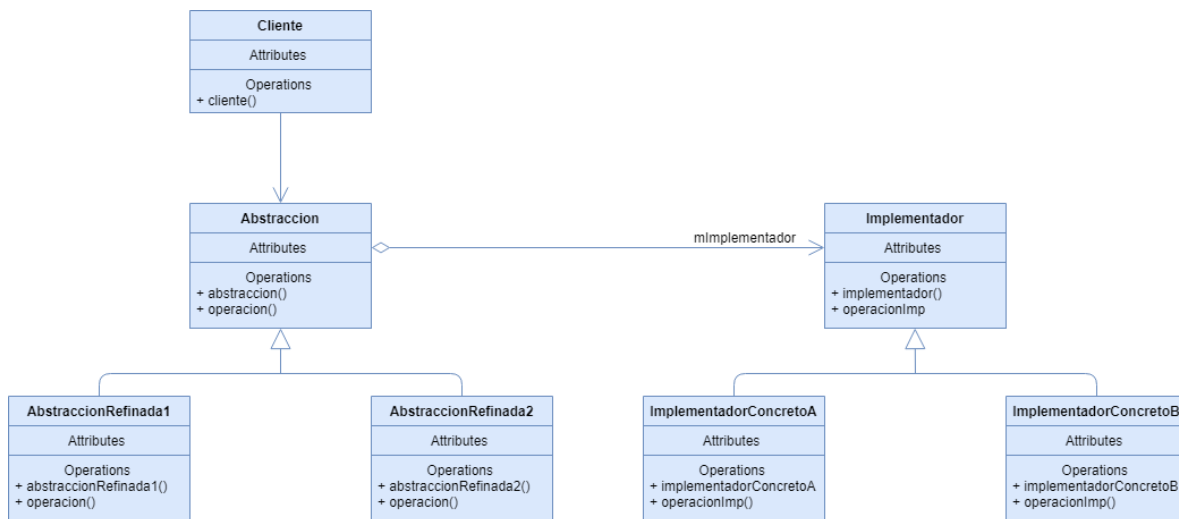 Cliente
Attributes
Operations
+ cliente()
Abstraccion
Attributes
Operations
+ abstraccion()
+ operacion()
mImplementador
Implementador
Attributes
Operations
+ implementador()
+ operacionImp
AbstraccionRefinada1
Attributes
Operations
+ abstraccionRefinada1()
+ operacion()
AbstraccionRefinada2
Attributes
Operations
+ abstraccionRefinada2()
+ operacion()
ImplementadorConcretoA
Attributes
Operations
+ implementadorConcretoA
+ operacionImp()
ImplementadorConcretoB
Attributes
Operations
+ implementadorConcretoB
+ operacionImp()